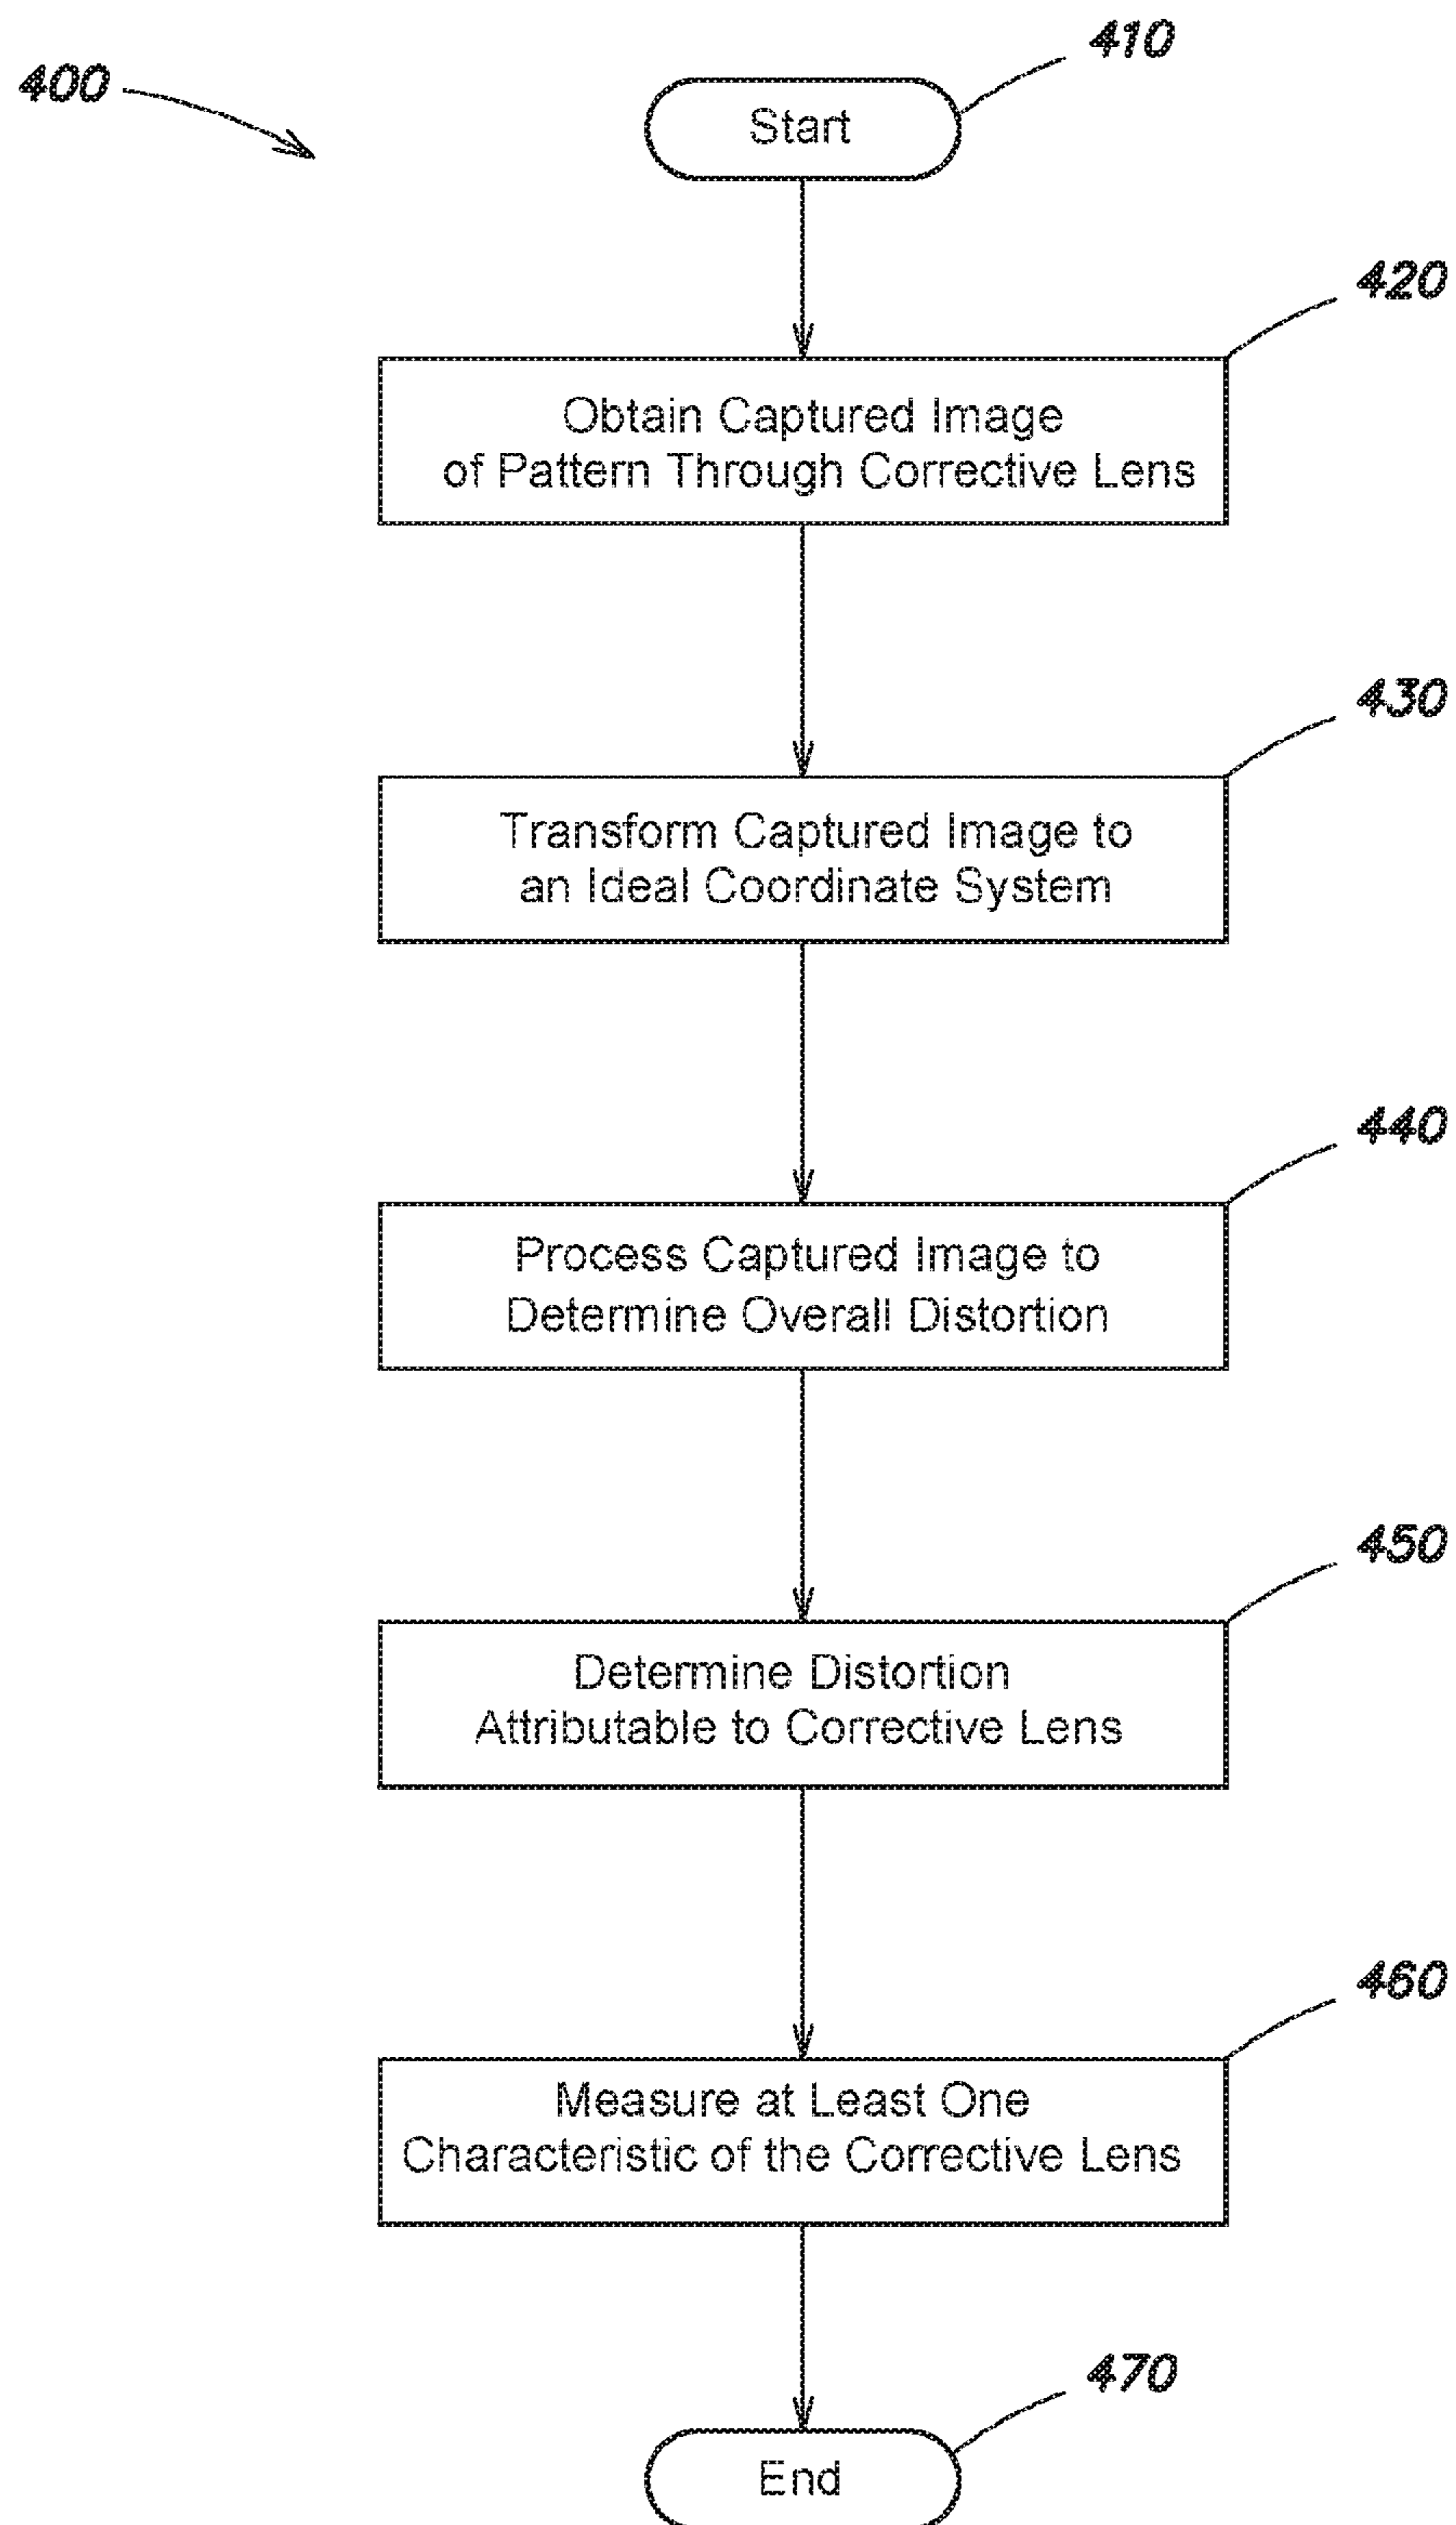 410
400
Start
420
Obtain Captured Image
of Pattern Through Corrective Lens
430
Transform Captured Image to
an Ideal Coordinate System
440
Process Captured Image to
Determine Overall Distortion
450
Determine Distortion
Attributable to Corrective Lens
460
Measure at Least One
Characteristic of the Corrective Lens
470
End